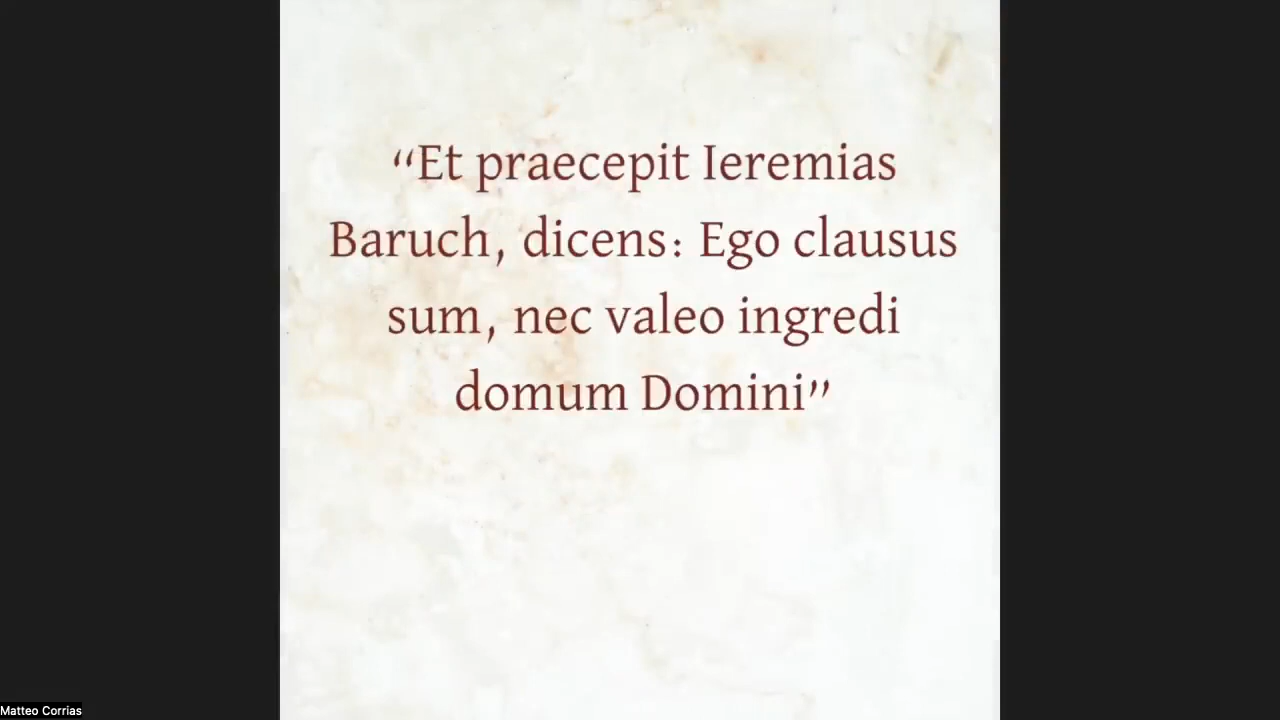 “Et praecepit Ieremias
Baruch, dicens: Ego clausus
sum, nec valeo ingredi
domum Domini”
Matteo Corrias